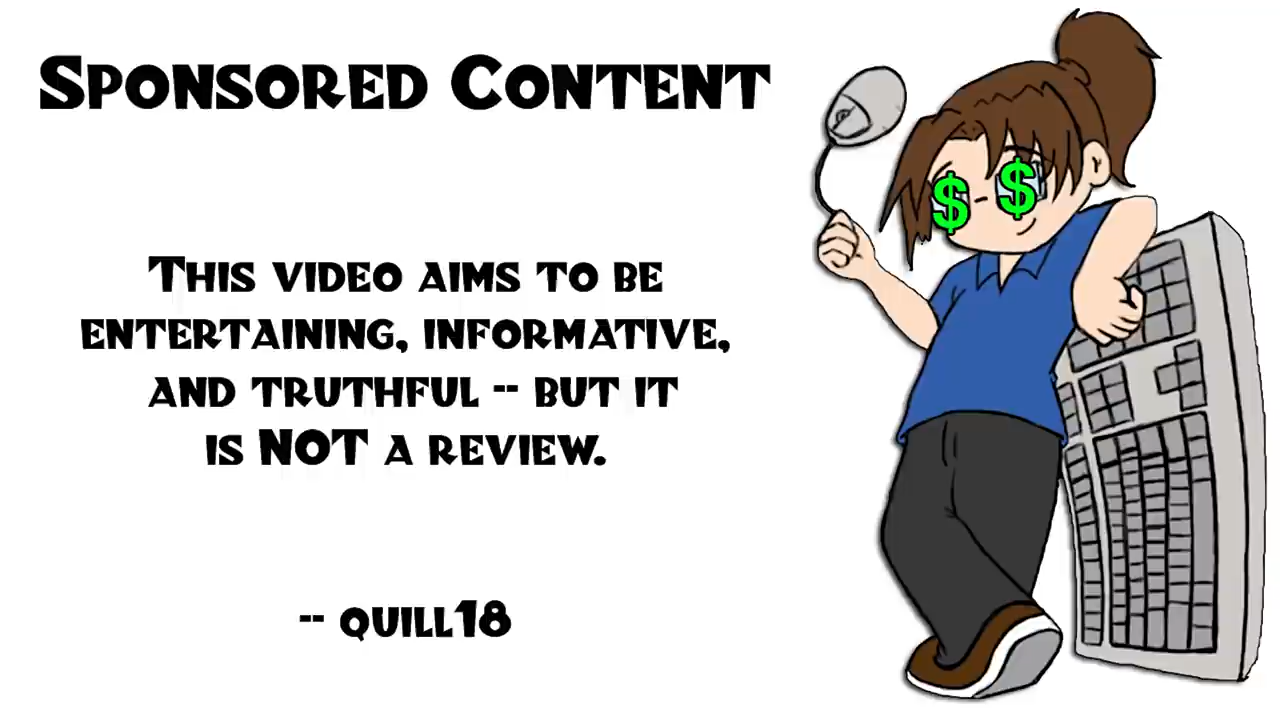 Sponsored Content
This video aims to be
entertaining, informative,
and truthful -- but it
is NOT a review.
-- quill18
$ $